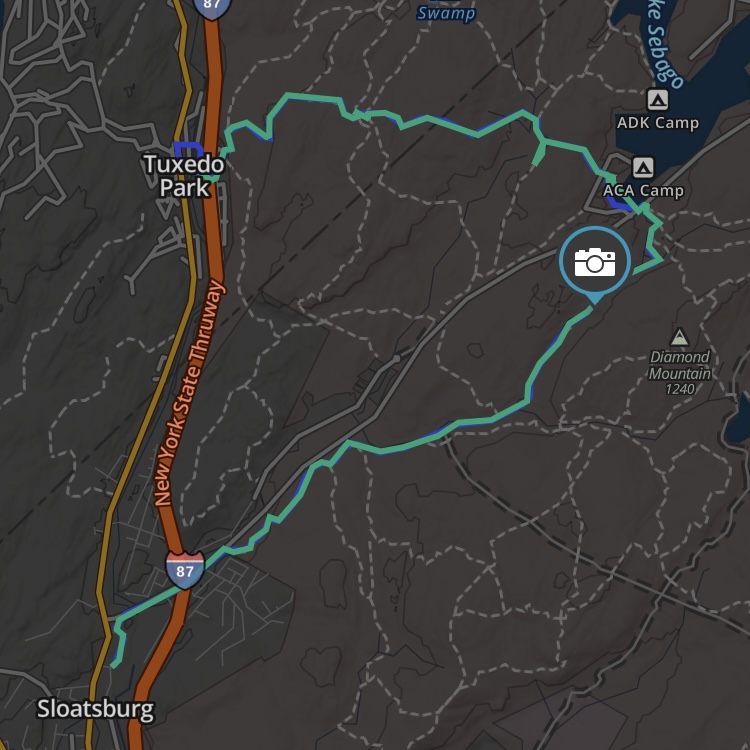 87
Swamp
ke Sebago
ADK Camp
Tuxedo
Park
ACA Camp
New York State Thruway
Diamond
Mountain
1240
87
Sloatsburg